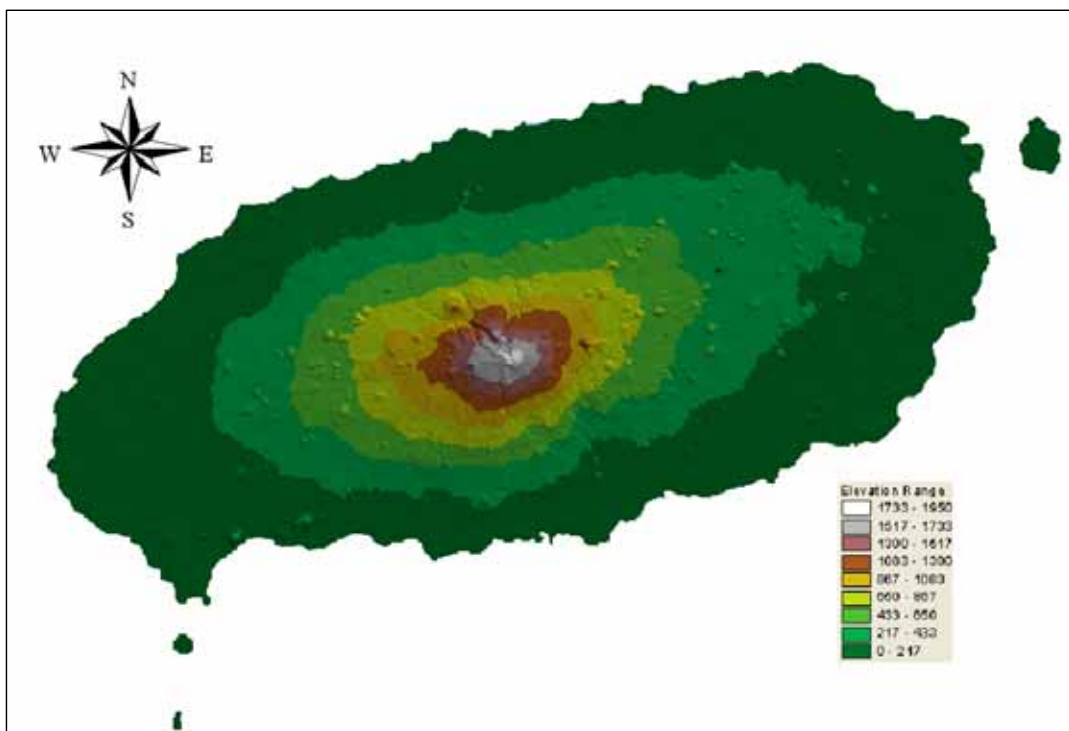 N
W E
S
Elevation Range
1733 - 1950
1517 - 1733
1300 - 1517
1083 - 1300
867 - 1083
650 - 867
433 - 650
217 - 433
0 - 217